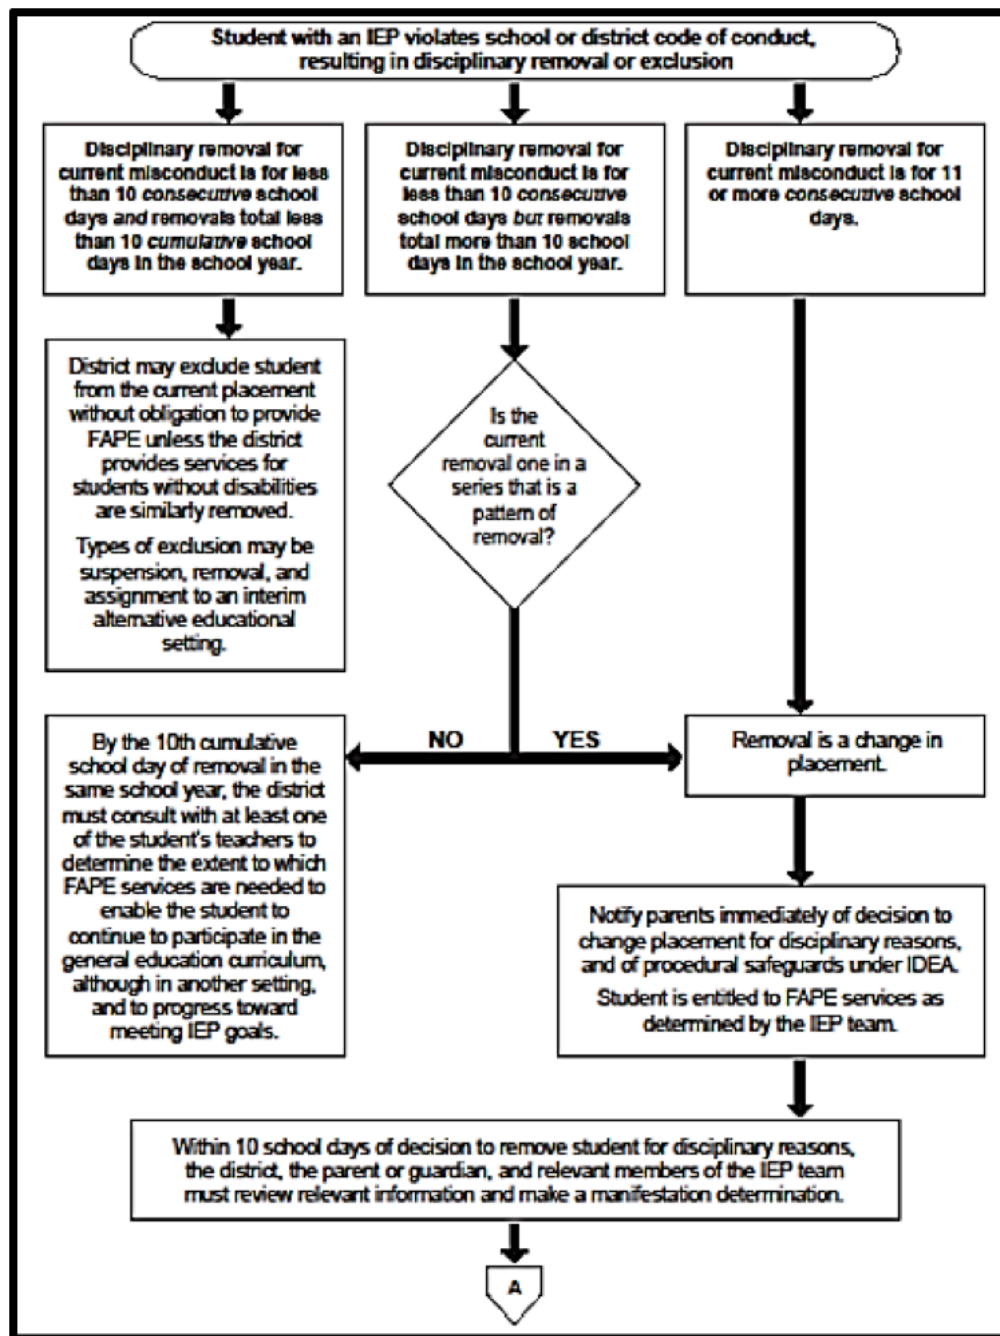 Student with an IEP violates school or district code of conduct,
resulting in disciplinary removal or exclusion
Disciplinary removal for
current misconduct is for less
than 10 consecutive school
days and removals total less
than 10 cumulative school
days in the school year.
Disciplinary removal for
current misconduct is for
less than 10 consecutive
school days but removals
total more than 10 school
days in the school year.
Disciplinary removal for
current misconduct is for 11
or more consecutive school
days.
District may exclude student
from the current placement
without obligation to provide
FAPE unless the district
provides services for
students without disabilities
are similarly removed.
Types of exclusion may be
suspension, removal, and
assignment to an interim
alternative educational
setting.
Is the
current
removal one in a
series that is a
pattern of
removal?
NO
YES
By the 10th cumulative
school day of removal in the
same school year, the district
must consult with at least one
of the student's teachers to
determine the extent to which
FAPE services are needed to
enable the student to
continue to participate in the
general education curriculum,
although in another setting,
and to progress toward
meeting IEP goals.
Removal is a change in
placement.
Notify parents immediately of decision to
change placement for disciplinary reasons,
and of procedural safeguards under IDEA.
Student is entitled to FAPE services as
determined by the IEP team.
Within 10 school days of decision to remove student for disciplinary reasons,
the district, the parent or guardian, and relevant members of the IEP team
must review relevant information and make a manifestation determination.
A